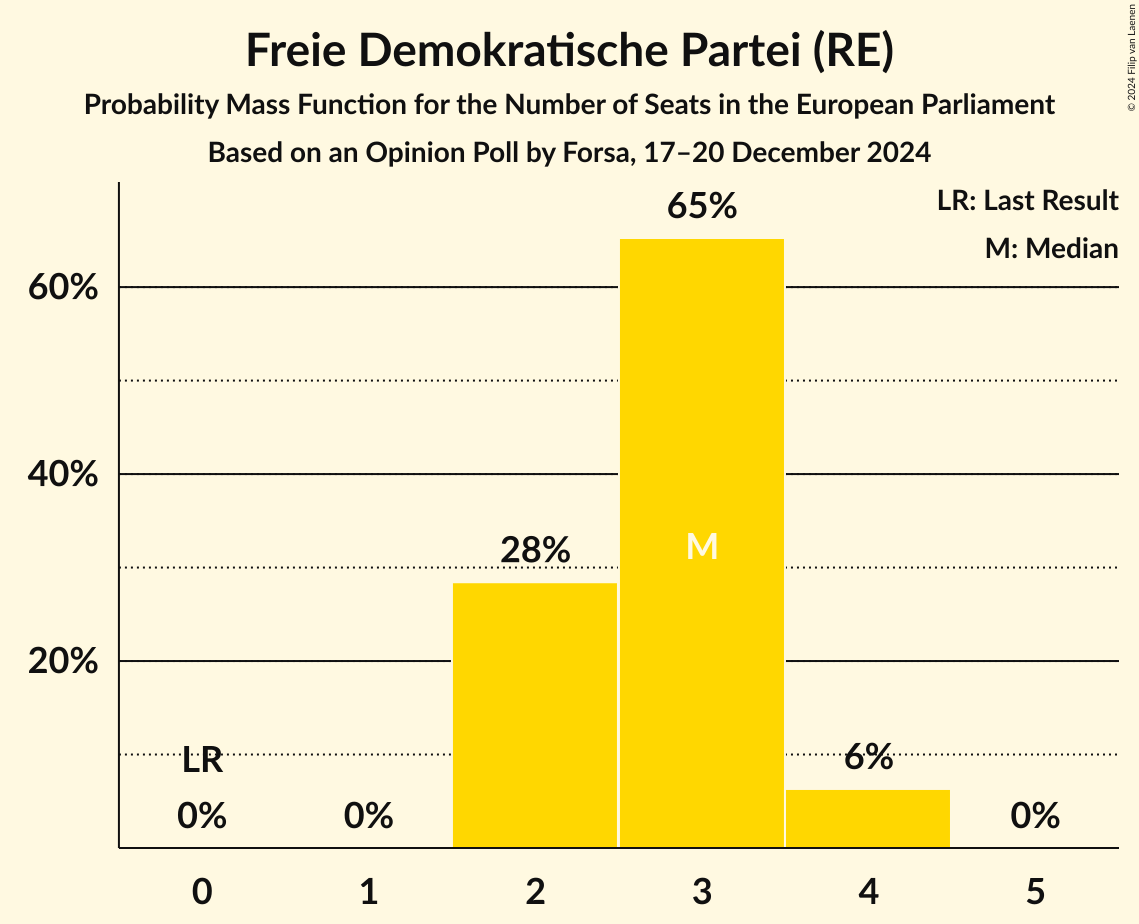 Freie Demokratische Partei (RE)
Probability Mass Function for the Number of Seats in the European Parliament
Based on an Opinion Poll by Forsa, 17–20 December 2024
© 2024 Filip van Laenen
LR: Last Result
M: Median
65%
60%
40%
28%
M
20%
LR
6%
0%
0%
0%
0
1
2
3
4
5